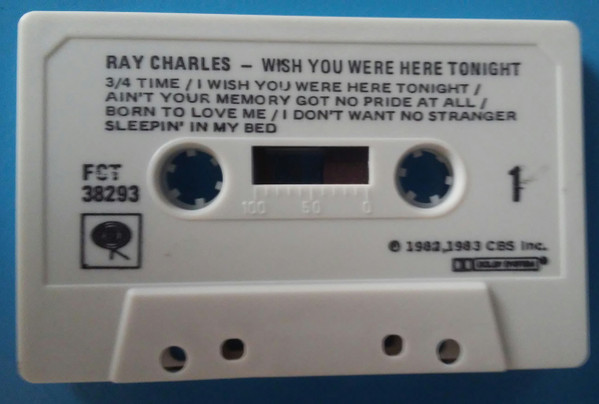 RAY CHARLES – WISH YOU WERE HERE TONIGHT
3/4 TIME / I WISH YOU WERE HERE TONIGHT /
AIN'T YOUR MEMORY GOT NO PRIDE AT ALL /
BORN TO LOVE ME / I DON'T WANT NO STRANGER
SLEEPIN' IN MY BED
FCT
38293
1
100 50 0
© 1982, 1983 CBS Inc.
DOLBY SYSTEM®